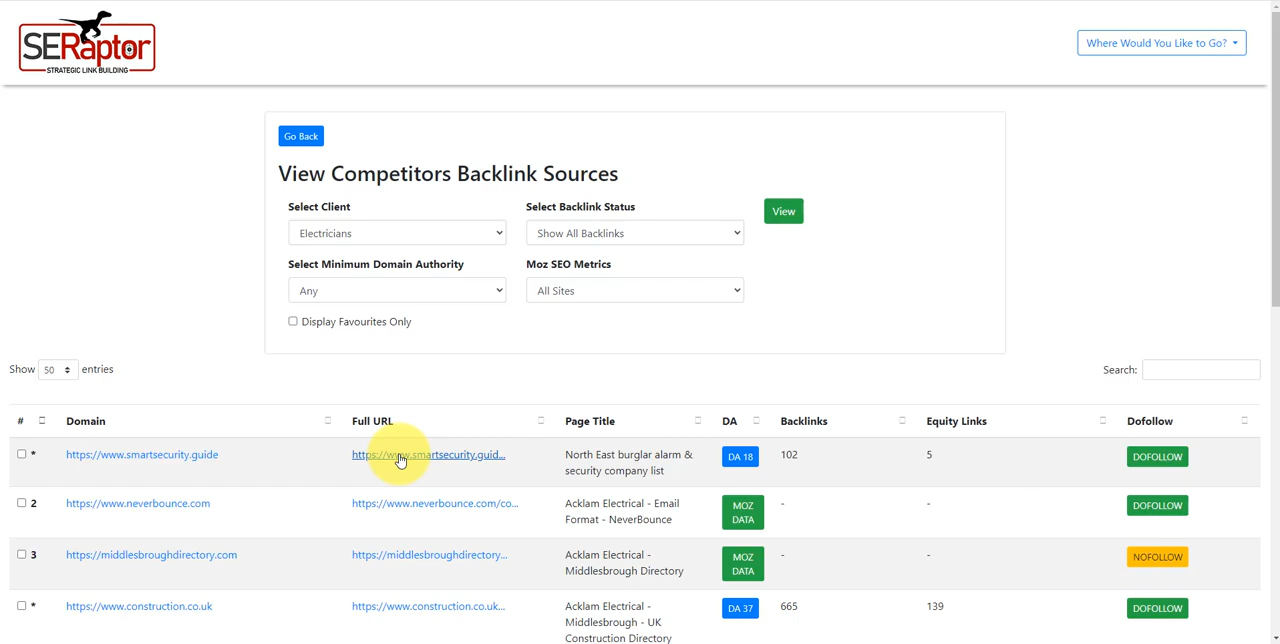 SERaptor
STRATEGIC LINK BUILDING
Where Would You Like to Go?
Go Back
View Competitors Backlink Sources
Select Client
Select Backlink Status
View
Electricians
Show All Backlinks
Select Minimum Domain Authority
Moz SEO Metrics
Any
All Sites
Display Favourites Only
Show 50 entries
Search:
# Domain Full URL Page Title DA Backlinks Equity Links Dofollow
* https://www.smartsecurity.guide https://www.smartsecurity.guid... North East burglar alarm & DA 18 102 5 DOFOLLOW
security company list
2 https://www.neverbounce.com https://www.neverbounce.com/co... Acklam Electrical - Email MOZ - - DOFOLLOW
Format - NeverBounce DATA
3 https://middlesbroughdirectory.com https://middlesbroughdirectory... Acklam Electrical - MOZ - - NOFOLLOW
Middlesbrough Directory DATA
* https://www.construction.co.uk https://www.construction.co.uk... Acklam Electrical - DA 37 665 139 DOFOLLOW
Middlesbrough - UK
Construction Directory